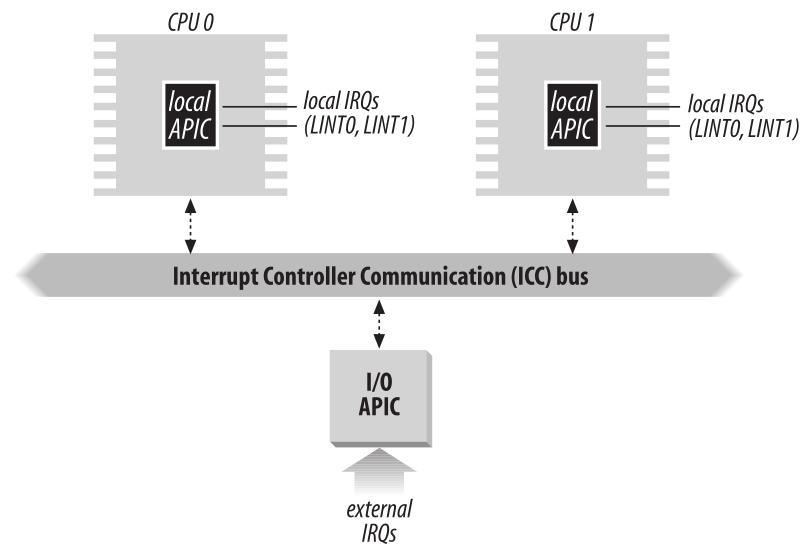 CPU 0
CPU 1
local
APIC
local IRQs
(LINT0, LINT1)
local
APIC
local IRQs
(LINT0, LINT1)
Interrupt Controller Communication (ICC) bus
I/O
APIC
external
IRQs